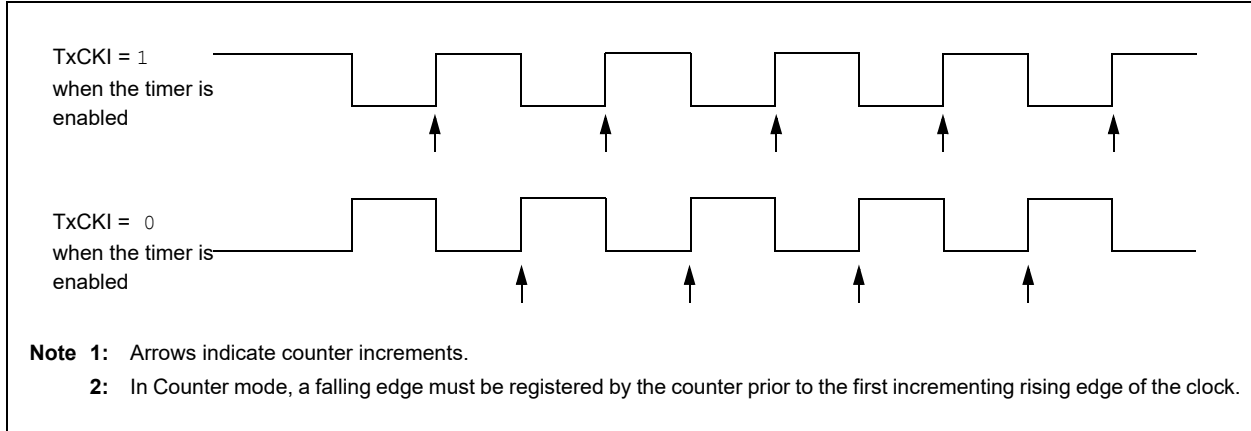 TxCKI = 1
when the timer is
enabled
TxCKI = 0
when the timer is
enabled
Note 1: Arrows indicate counter increments.
2: In Counter mode, a falling edge must be registered by the counter prior to the first incrementing rising edge of the clock.